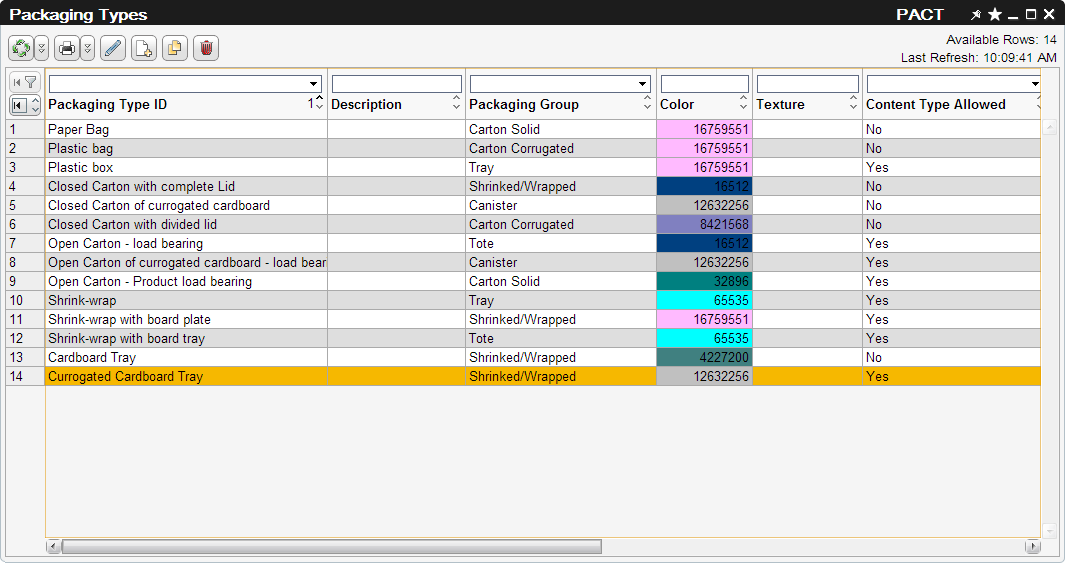 Packaging Types PACT
Available Rows: 14
Last Refresh: 10:09:41 AM
Packaging Type ID 1 Description Packaging Group Color Texture Content Type Allowed
1 Paper Bag Carton Solid 16759551 No
2 Plastic bag Carton Corrugated 16759551 No
3 Plastic box Tray 16759551 Yes
4 Closed Carton with complete Lid Shrinked/Wrapped 16512 No
5 Closed Carton of currogated cardboard Canister 12632256 No
6 Closed Carton with divided lid Carton Corrugated 8421568 No
7 Open Carton - load bearing Tote 16512 Yes
8 Open Carton of currogated cardboard - load bear Canister 12632256 Yes
9 Open Carton - Product load bearing Carton Solid 32896 Yes
10 Shrink-wrap Tray 65535 Yes
11 Shrink-wrap with board plate Shrinked/Wrapped 16759551 Yes
12 Shrink-wrap with board tray Tote 65535 Yes
13 Cardboard Tray Shrinked/Wrapped 4227200 No
14 Currogated Cardboard Tray Shrinked/Wrapped 12632256 Yes